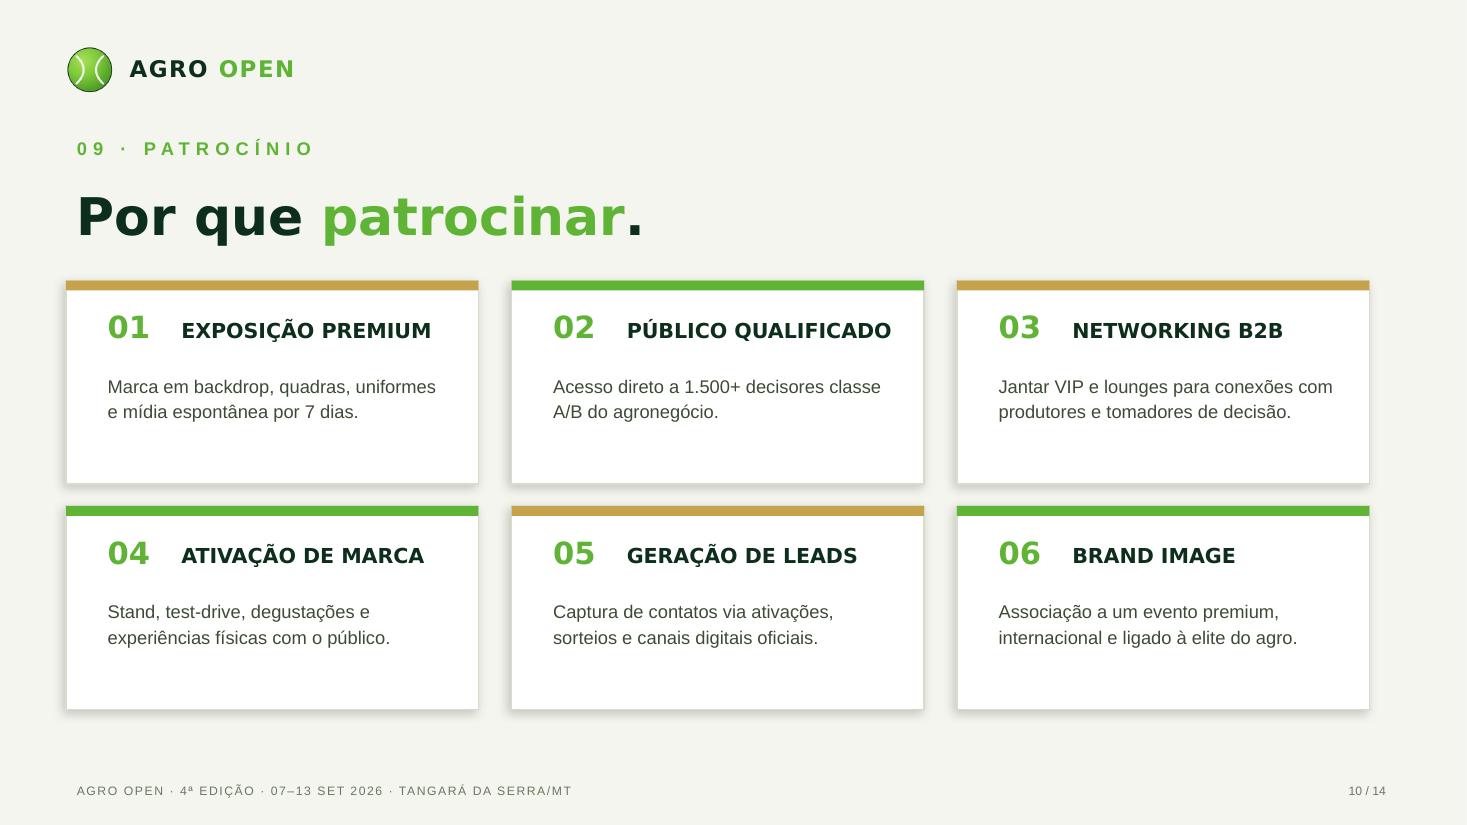 AGRO OPEN
09 · PATROCÍNIO
Por que patrocinar.
01 EXPOSIÇÃO PREMIUM
Marca em backdrop, quadras, uniformes
e mídia espontânea por 7 dias.
02 PÚBLICO QUALIFICADO
Acesso direto a 1.500+ decisores classe
A/B do agronegócio.
03 NETWORKING B2B
Jantar VIP e lounges para conexões com
produtores e tomadores de decisão.
04 ATIVAÇÃO DE MARCA
Stand, test-drive, degustações e
experiências físicas com o público.
05 GERAÇÃO DE LEADS
Captura de contatos via ativações,
sorteios e canais digitais oficiais.
06 BRAND IMAGE
Associação a um evento premium,
internacional e ligado à elite do agro.
AGRO OPEN · 4ª EDIÇÃO · 07–13 SET 2026 · TANGARÁ DA SERRA/MT
10 / 14